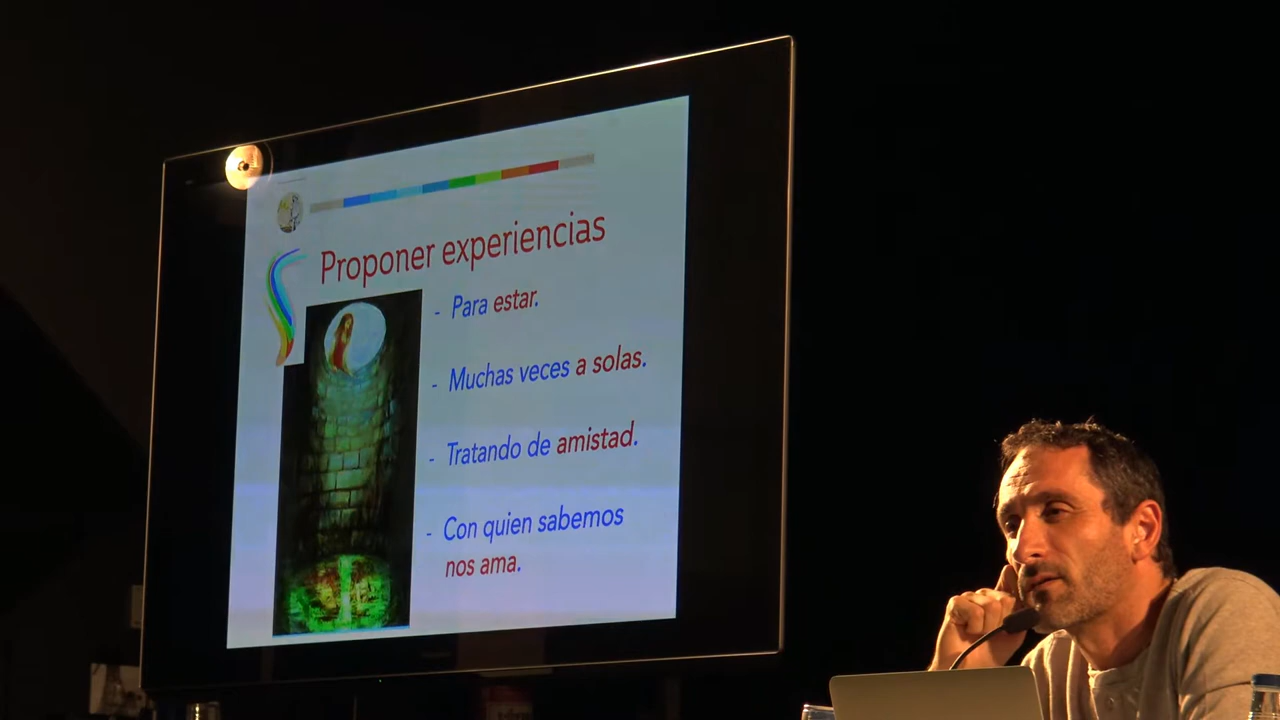 Proponer experiencias
- Para estar.
- Muchas veces a solas.
- Tratando de amistad.
- Con quien sabemos
nos ama.